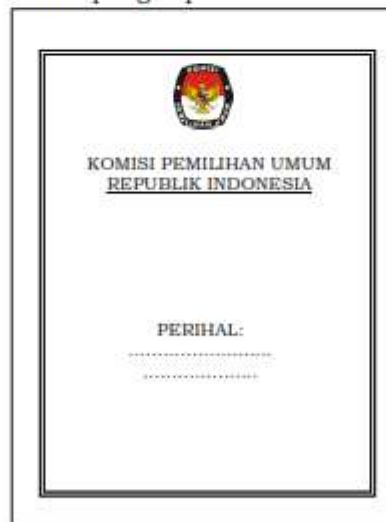 KOMISI PEMILIHAN UMUM
REPUBLIK INDONESIA
PERIHAL:
............................
......................